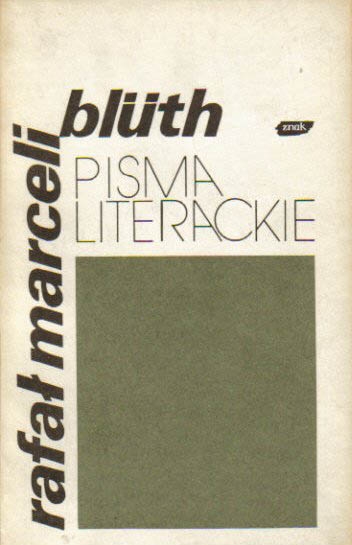 rafał marceli
blüth
znak
PISMA
LITERACKIE